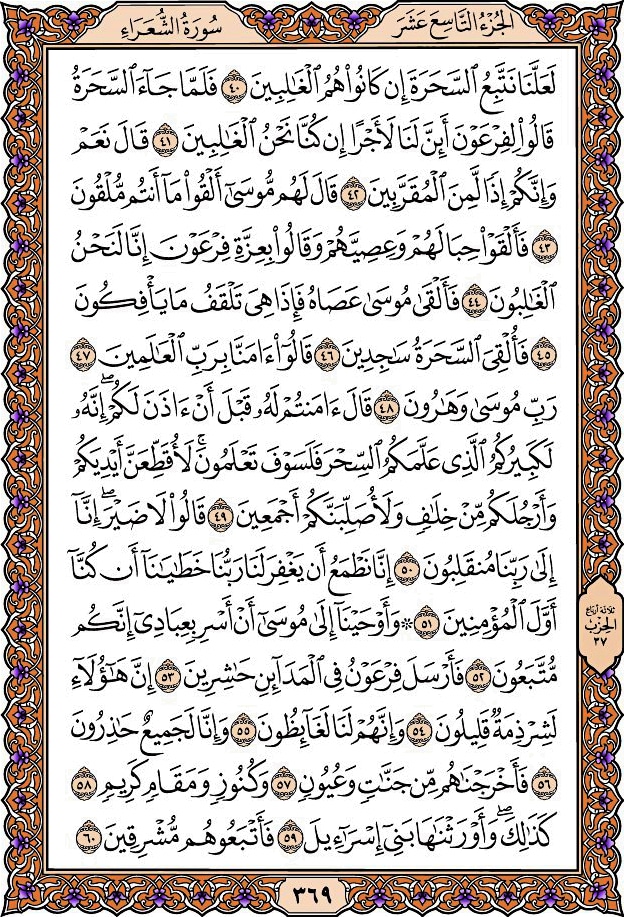 الجُزْءُ التَّاسِعَ عَشَرَ
سُورَةُ الشُّعَرَاءِ
لَعَلَّنَا نَتَّبِعُ ٱلسَّحَرَةَ إِن كَانُوا۟ هُمُ ٱلْغَـٰلِبِينَ ٤٠ فَلَمَّا جَآءَ ٱلسَّحَرَةُ
قَالُوا۟ لِفِرْعَوْنَ أَئِنَّ لَنَا لَأَجْرًا إِن كُنَّا نَحْنُ ٱلْغَـٰلِبِينَ ٤١ قَالَ نَعَمْ
وَإِنَّكُمْ إِذًا لَّمِنَ ٱلْمُقَرَّبِينَ ٤٢ قَالَ لَهُم مُّوسَىٰٓ أَلْقُوا۟ مَآ أَنتُم مُّلْقُونَ
٤٣ فَأَلْقَوْا۟ حِبَالَهُمْ وَعِصِيَّهُمْ وَقَالُوا۟ بِعِزَّةِ فِرْعَوْنَ إِنَّا لَنَحْنُ
ٱلْغَـٰلِبُونَ ٤٤ فَأَلْقَىٰ مُوسَىٰ عَصَاهُ فَإِذَا هِىَ تَلْقَفُ مَا يَأْفِكُونَ
٤٥ فَأُلْقِىَ ٱلسَّحَرَةُ سَـٰجِدِينَ ٤٦ قَالُوٓا۟ ءَامَنَّا بِرَبِّ ٱلْعَـٰلَمِينَ ٤٧
رَبِّ مُوسَىٰ وَهَـٰرُونَ ٤٨ قَالَ ءَامَنتُمْ لَهُۥ قَبْلَ أَنْ ءَاذَنَ لَكُمْ ۖ إِنَّهُۥ
لَكَبِيرُكُمُ ٱلَّذِى عَلَّمَكُمُ ٱلسِّحْرَ فَلَسَوْفَ تَعْلَمُونَ ۚ لَأُقَطِّعَنَّ أَيْدِيَكُمْ
وَأَرْجُلَكُم مِّنْ خِلَـٰفٍ وَلَأُصَلِّبَنَّكُمْ أَجْمَعِينَ ٤٩ قَالُوا۟ لَا ضَيْرَ ۖ إِنَّآ
إِلَىٰ رَبِّنَا مُنقَلِبُونَ ٥٠ إِنَّا نَطْمَعُ أَن يَغْفِرَ لَنَا رَبُّنَا خَطَـٰيَـٰنَآ أَن كُنَّآ
أَوَّلَ ٱلْمُؤْمِنِينَ ٥١ ۞ وَأَوْحَيْنَآ إِلَىٰ مُوسَىٰٓ أَنْ أَسْرِ بِعِبَادِىٓ إِنَّكُم
مُّتَّبَعُونَ ٥٢ فَأَرْسَلَ فِرْعَوْنُ فِى ٱلْمَدَآئِنِ حَـٰشِرِينَ ٥٣ إِنَّ هَـٰٓؤُلَآءِ
لَشِرْذِمَةٌ قَلِيلُونَ ٥٤ وَإِنَّهُمْ لَنَا لَغَآئِظُونَ ٥٥ وَإِنَّا لَجَمِيعٌ حَـٰذِرُونَ
٥٦ فَأَخْرَجْنَـٰهُم مِّن جَنَّـٰتٍ وَعُيُونٍ ٥٧ وَكُنُوزٍ وَمَقَامٍ كَرِيمٍ ٥٨
كَذَٰلِكَ ۖ وَأَوْرَثْنَـٰهَا بَنِىٓ إِسْرَٰٓءِيلَ ٥٩ فَأَتْبَعُوهُم مُّشْرِقِينَ ٦٠
ثلاثة أرباع
الحزب
٣٧
٣٦٩